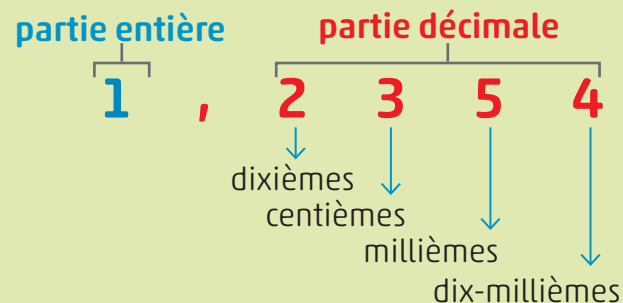 partie entière partie décimale
1 , 2 3 5 4
dixièmes
centièmes
millièmes
dix-millièmes